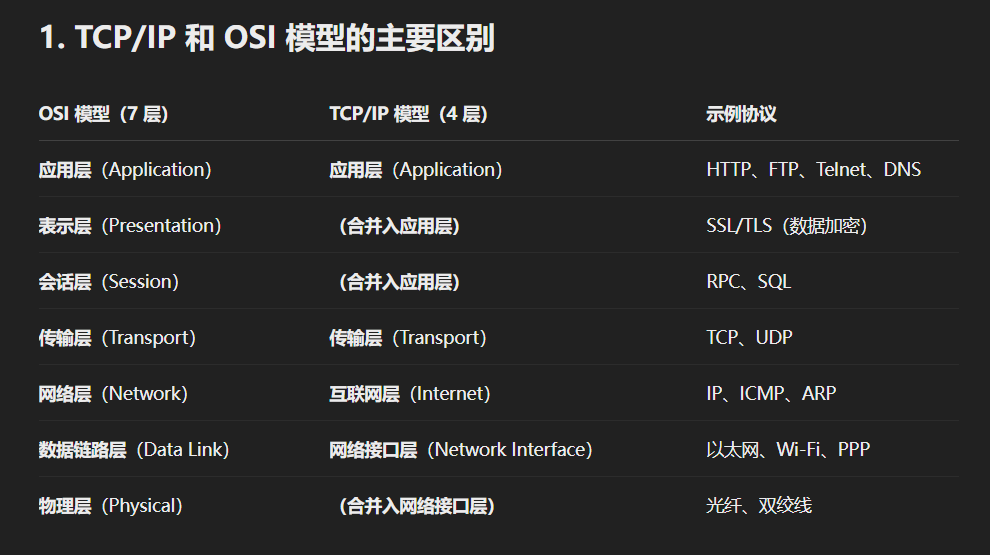 1. TCP/IP 和 OSI 模型的主要区别
OSI 模型（7 层） TCP/IP 模型（4 层） 示例协议
应用层（Application） 应用层（Application） HTTP、FTP、Telnet、DNS
表示层（Presentation） （合并入应用层） SSL/TLS（数据加密）
会话层（Session） （合并入应用层） RPC、SQL
传输层（Transport） 传输层（Transport） TCP、UDP
网络层（Network） 互联网层（Internet） IP、ICMP、ARP
数据链路层（Data Link） 网络接口层（Network Interface） 以太网、Wi-Fi、PPP
物理层（Physical） （合并入网络接口层） 光纤、双绞线